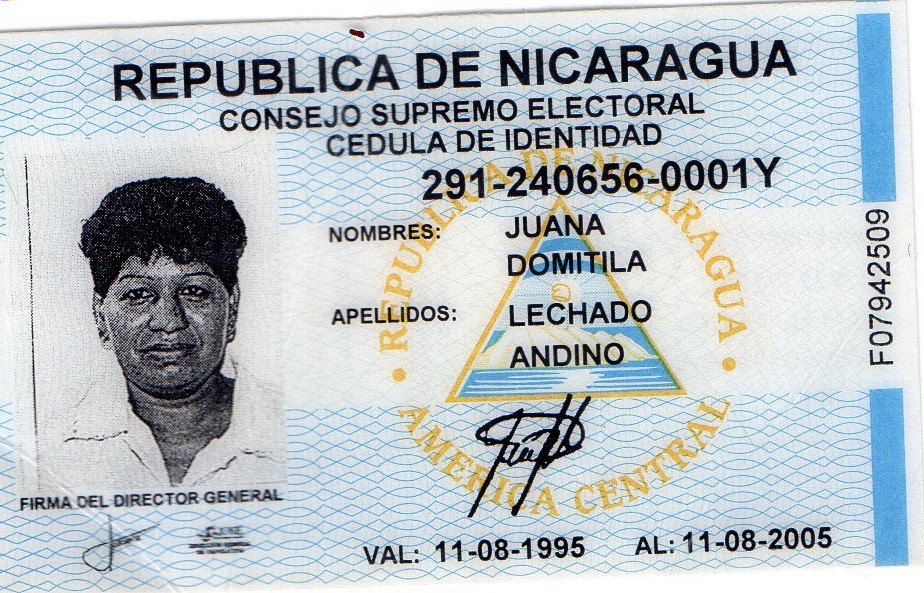 REPUBLICA DE NICARAGUA
CONSEJO SUPREMO ELECTORAL
CEDULA DE IDENTIDAD
291-240656-0001Y
NOMBRES: JUANA
DOMITILA
APELLIDOS: LECHADO
ANDINO
REPUBLICA DE NICARAGUA
AMERICA CENTRAL
F07942509
FIRMA DEL DIRECTOR GENERAL
VAL: 11-08-1995 AL: 11-08-2005